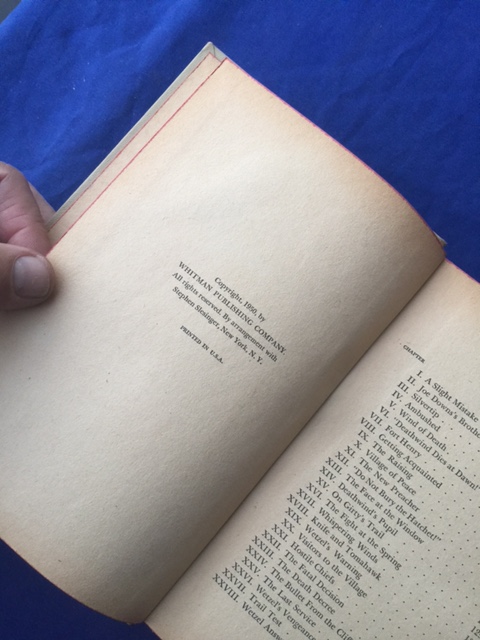 Copyright, 1950, by
WHITMAN PUBLISHING COMPANY.
All rights reserved. By arrangement with
Stephen Slesinger, New York, N. Y.
PRINTED IN U.S.A.
CHAPTER
I. A Slight Mistake
II. Joe Downs's Brothe
III. Silvertip
IV. Ambushed
V. Wind of Death
VI. "Deathwind Dies at Dawn!"
VII. Fort Henry
VIII. Getting Acquainted
IX. The Raising
X. Village of Peace
XI. The New Preacher
XII. "Do Not Bury the Hatchet!"
XIII. The Face at the Window
XIV. Deathwind's Pupil
XV. On Girty's Trail
XVI. The Fight at the Spring
XVII. Whispering Winds
XVIII. Knife and Tomahawk
XIX. Wetzel's Warning
XX. Visitors to the Village
XXI. Hostile Chiefs
XXII. The Fatal Decision
XXIII. The Death Decree
XXIV. The Bullet From the
XXV. The Last Service
XXVI. Wetzel's Vengeanc
XXVII. Trail Test
XXVIII. Wetzel Answ